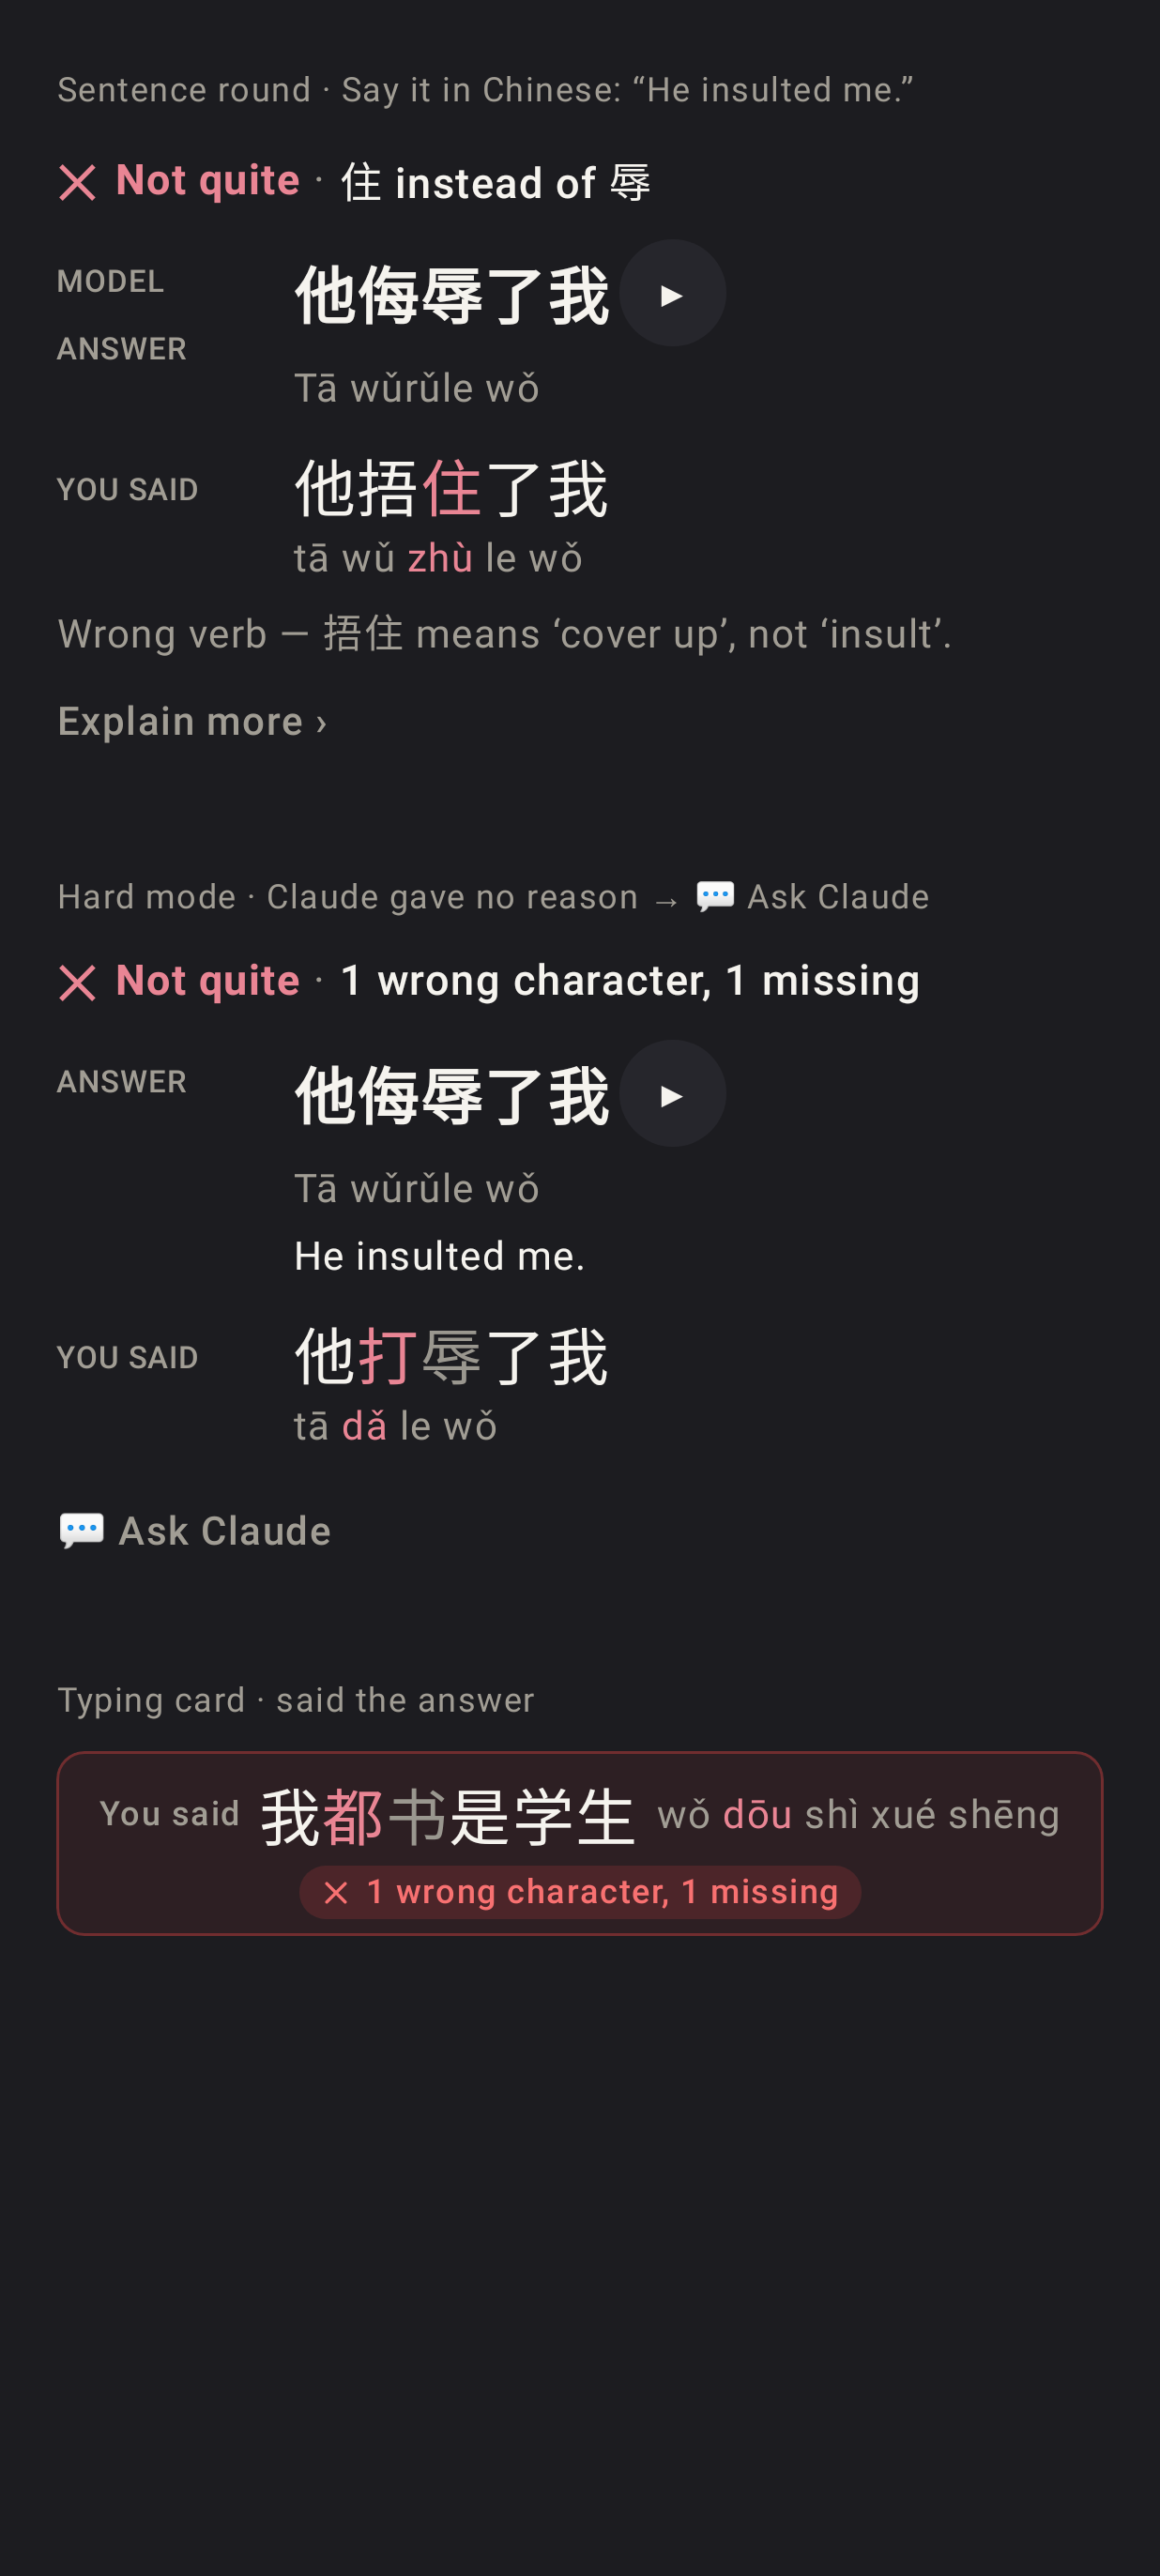 Sentence round · Say it in Chinese: “He insulted me.”
× Not quite · 住 instead of 辱
MODEL ANSWER
他侮辱了我 ▶
Tā wǔrǔle wǒ
YOU SAID
他捂住了我
tā wǔ zhù le wǒ
Wrong verb — 捂住 means ‘cover up’, not ‘insult’.
Explain more ›
Hard mode · Claude gave no reason → 💬 Ask Claude
× Not quite · 1 wrong character, 1 missing
ANSWER
他侮辱了我 ▶
Tā wǔrǔle wǒ
He insulted me.
YOU SAID
他打辱了我
tā dǎ le wǒ
💬 Ask Claude
Typing card · said the answer
You said 我都书是学生 wǒ dōu shì xué shēng
× 1 wrong character, 1 missing